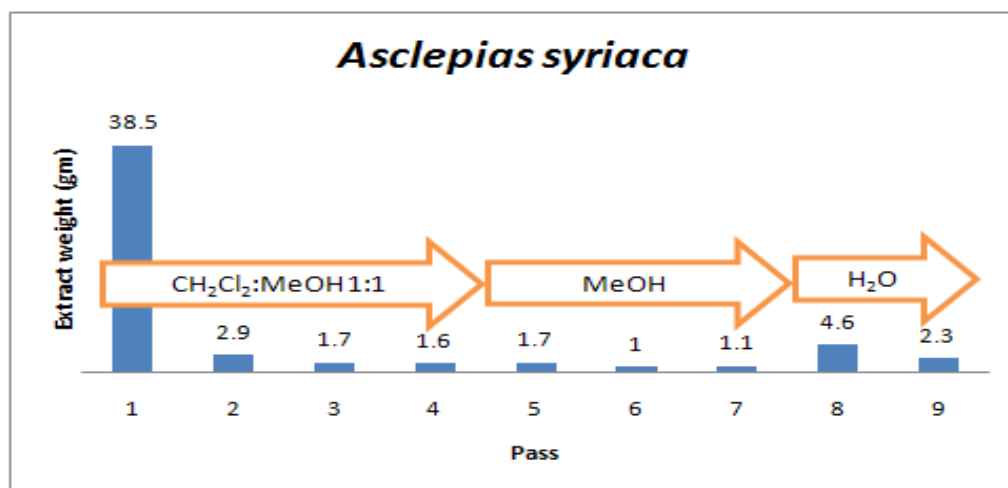 Asclepias syriaca
Extract weight (gm)
38.5
2.9
1.7
1.6
1.7
1
1.1
4.6
2.3
CH₂Cl₂:MeOH 1:1
MeOH
H₂O
1 2 3 4 5 6 7 8 9
Pass